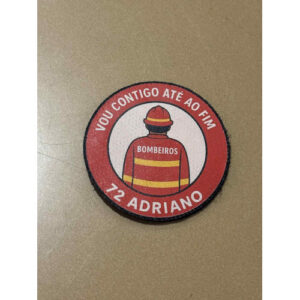 VOU CONTIGO ATÉ AO FIM
BOMBEIROS
72 ADRIANO